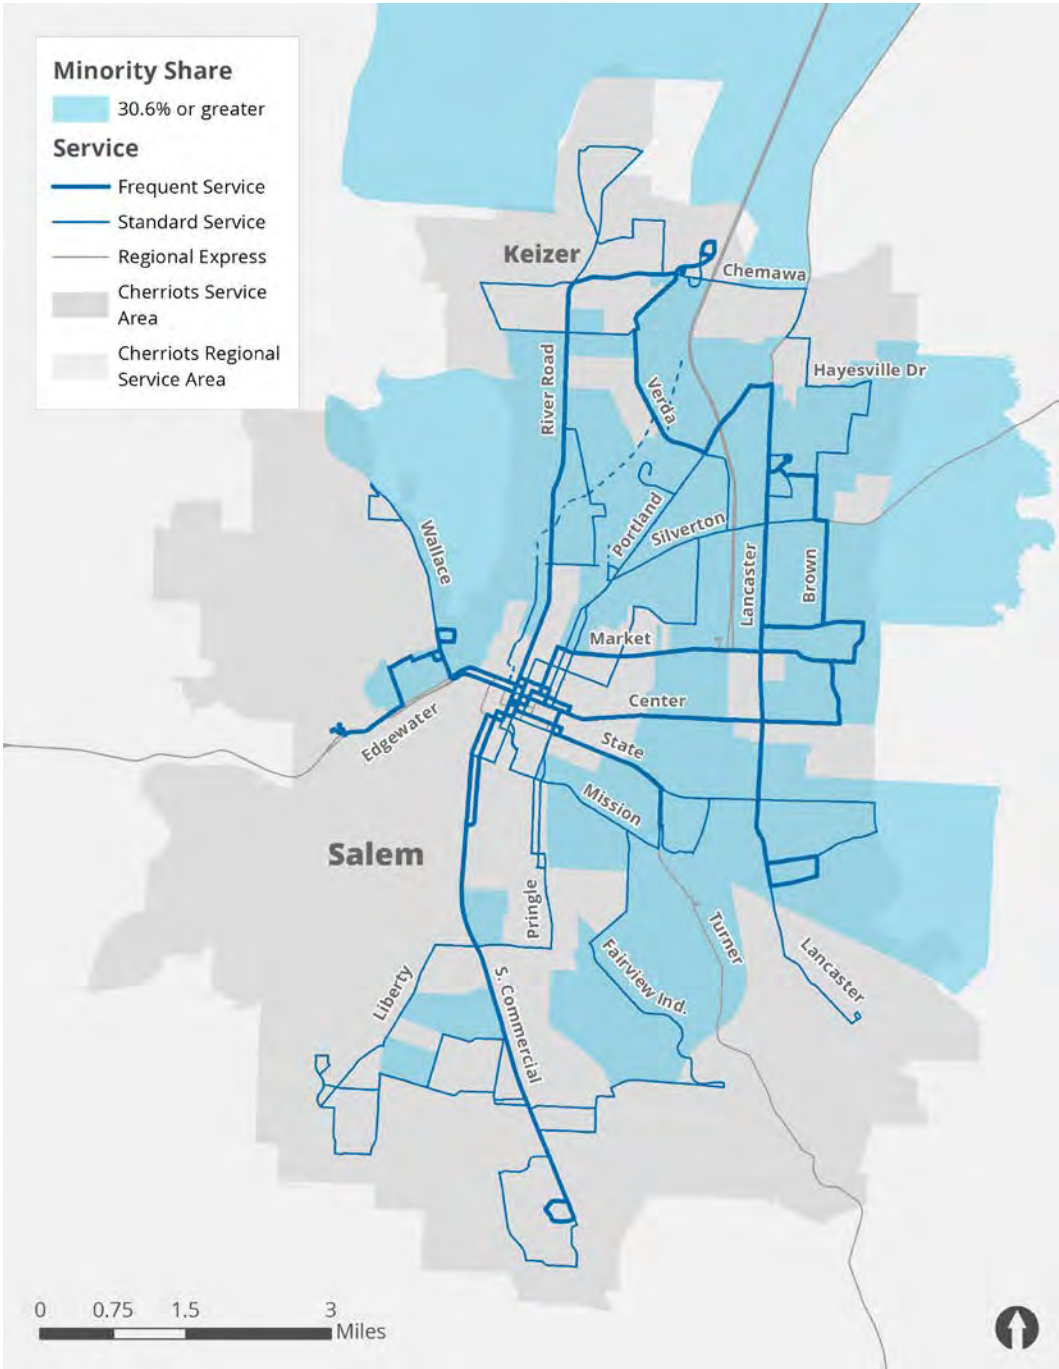 Minority Share
30.6% or greater
Service
Frequent Service
Standard Service
Regional Express
Cherriots Service
Area
Cherriots Regional
Service Area
Keizer
Chemawa
Hayesville Dr
River Road
Verda
Portland
Silverton
Wallace
Lancaster
Brown
Market
Center
Edgewater
State
Mission
Salem
Pringle
Turner
Fairview Ind.
Lancaster
Liberty
S. Commercial
0 0.75 1.5 3
Miles